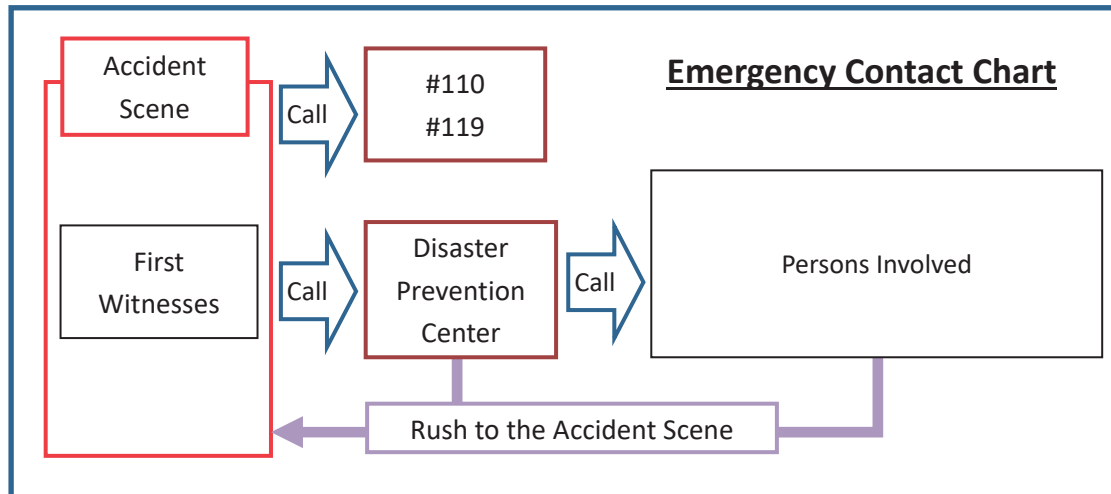 Emergency Contact Chart
Accident
Scene
Call
#110
#119
First
Witnesses
Call
Disaster
Prevention
Center
Call
Persons Involved
Rush to the Accident Scene